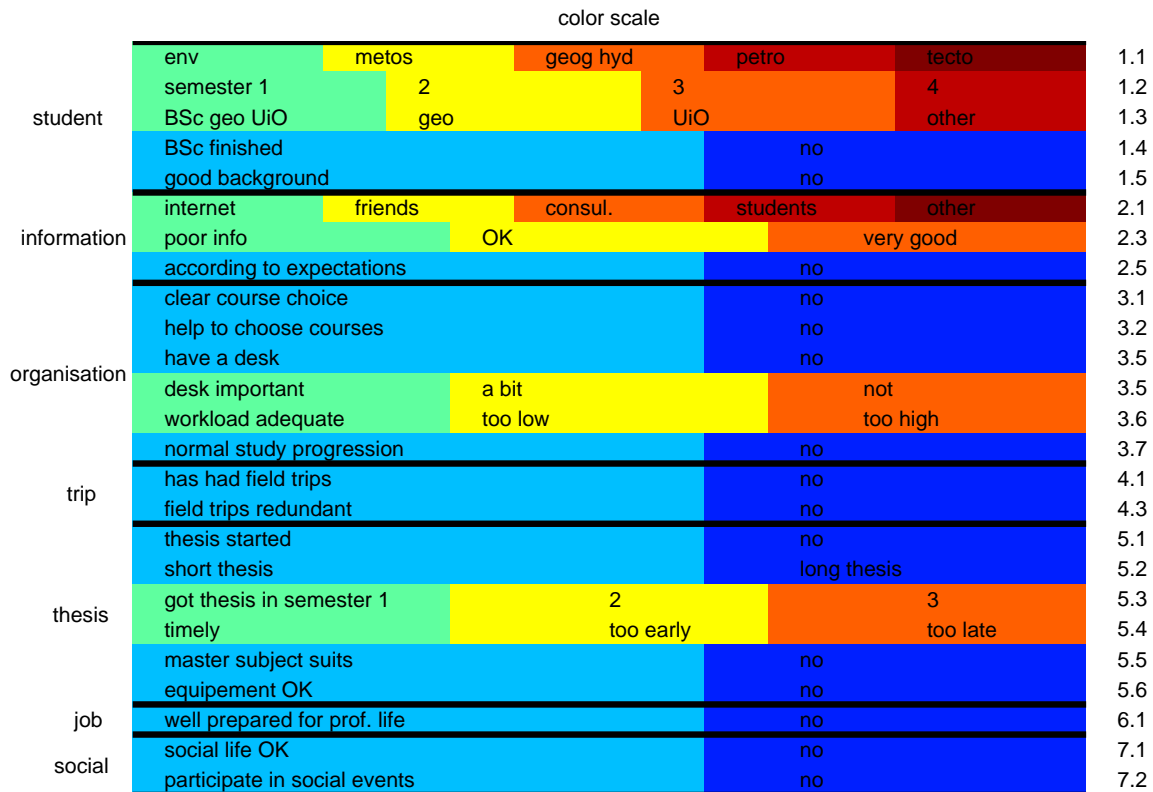 color scale
env metos geog hyd petro tecto 1.1
semester 1 2 3 4 1.2
student BSc geo UiO geo UiO other 1.3
BSc finished no 1.4
good background no 1.5
internet friends consul. students other 2.1
information poor info OK very good 2.3
according to expectations no 2.5
clear course choice no 3.1
help to choose courses no 3.2
have a desk no 3.5
organisation
desk important a bit not 3.5
workload adequate too low too high 3.6
normal study progression no 3.7
has had field trips no 4.1
trip
field trips redundant no 4.3
thesis started no 5.1
short thesis long thesis 5.2
got thesis in semester 1 2 3 5.3
thesis
timely too early too late 5.4
master subject suits no 5.5
equipement OK no 5.6
job well prepared for prof. life no 6.1
social life OK no 7.1
social
participate in social events no 7.2